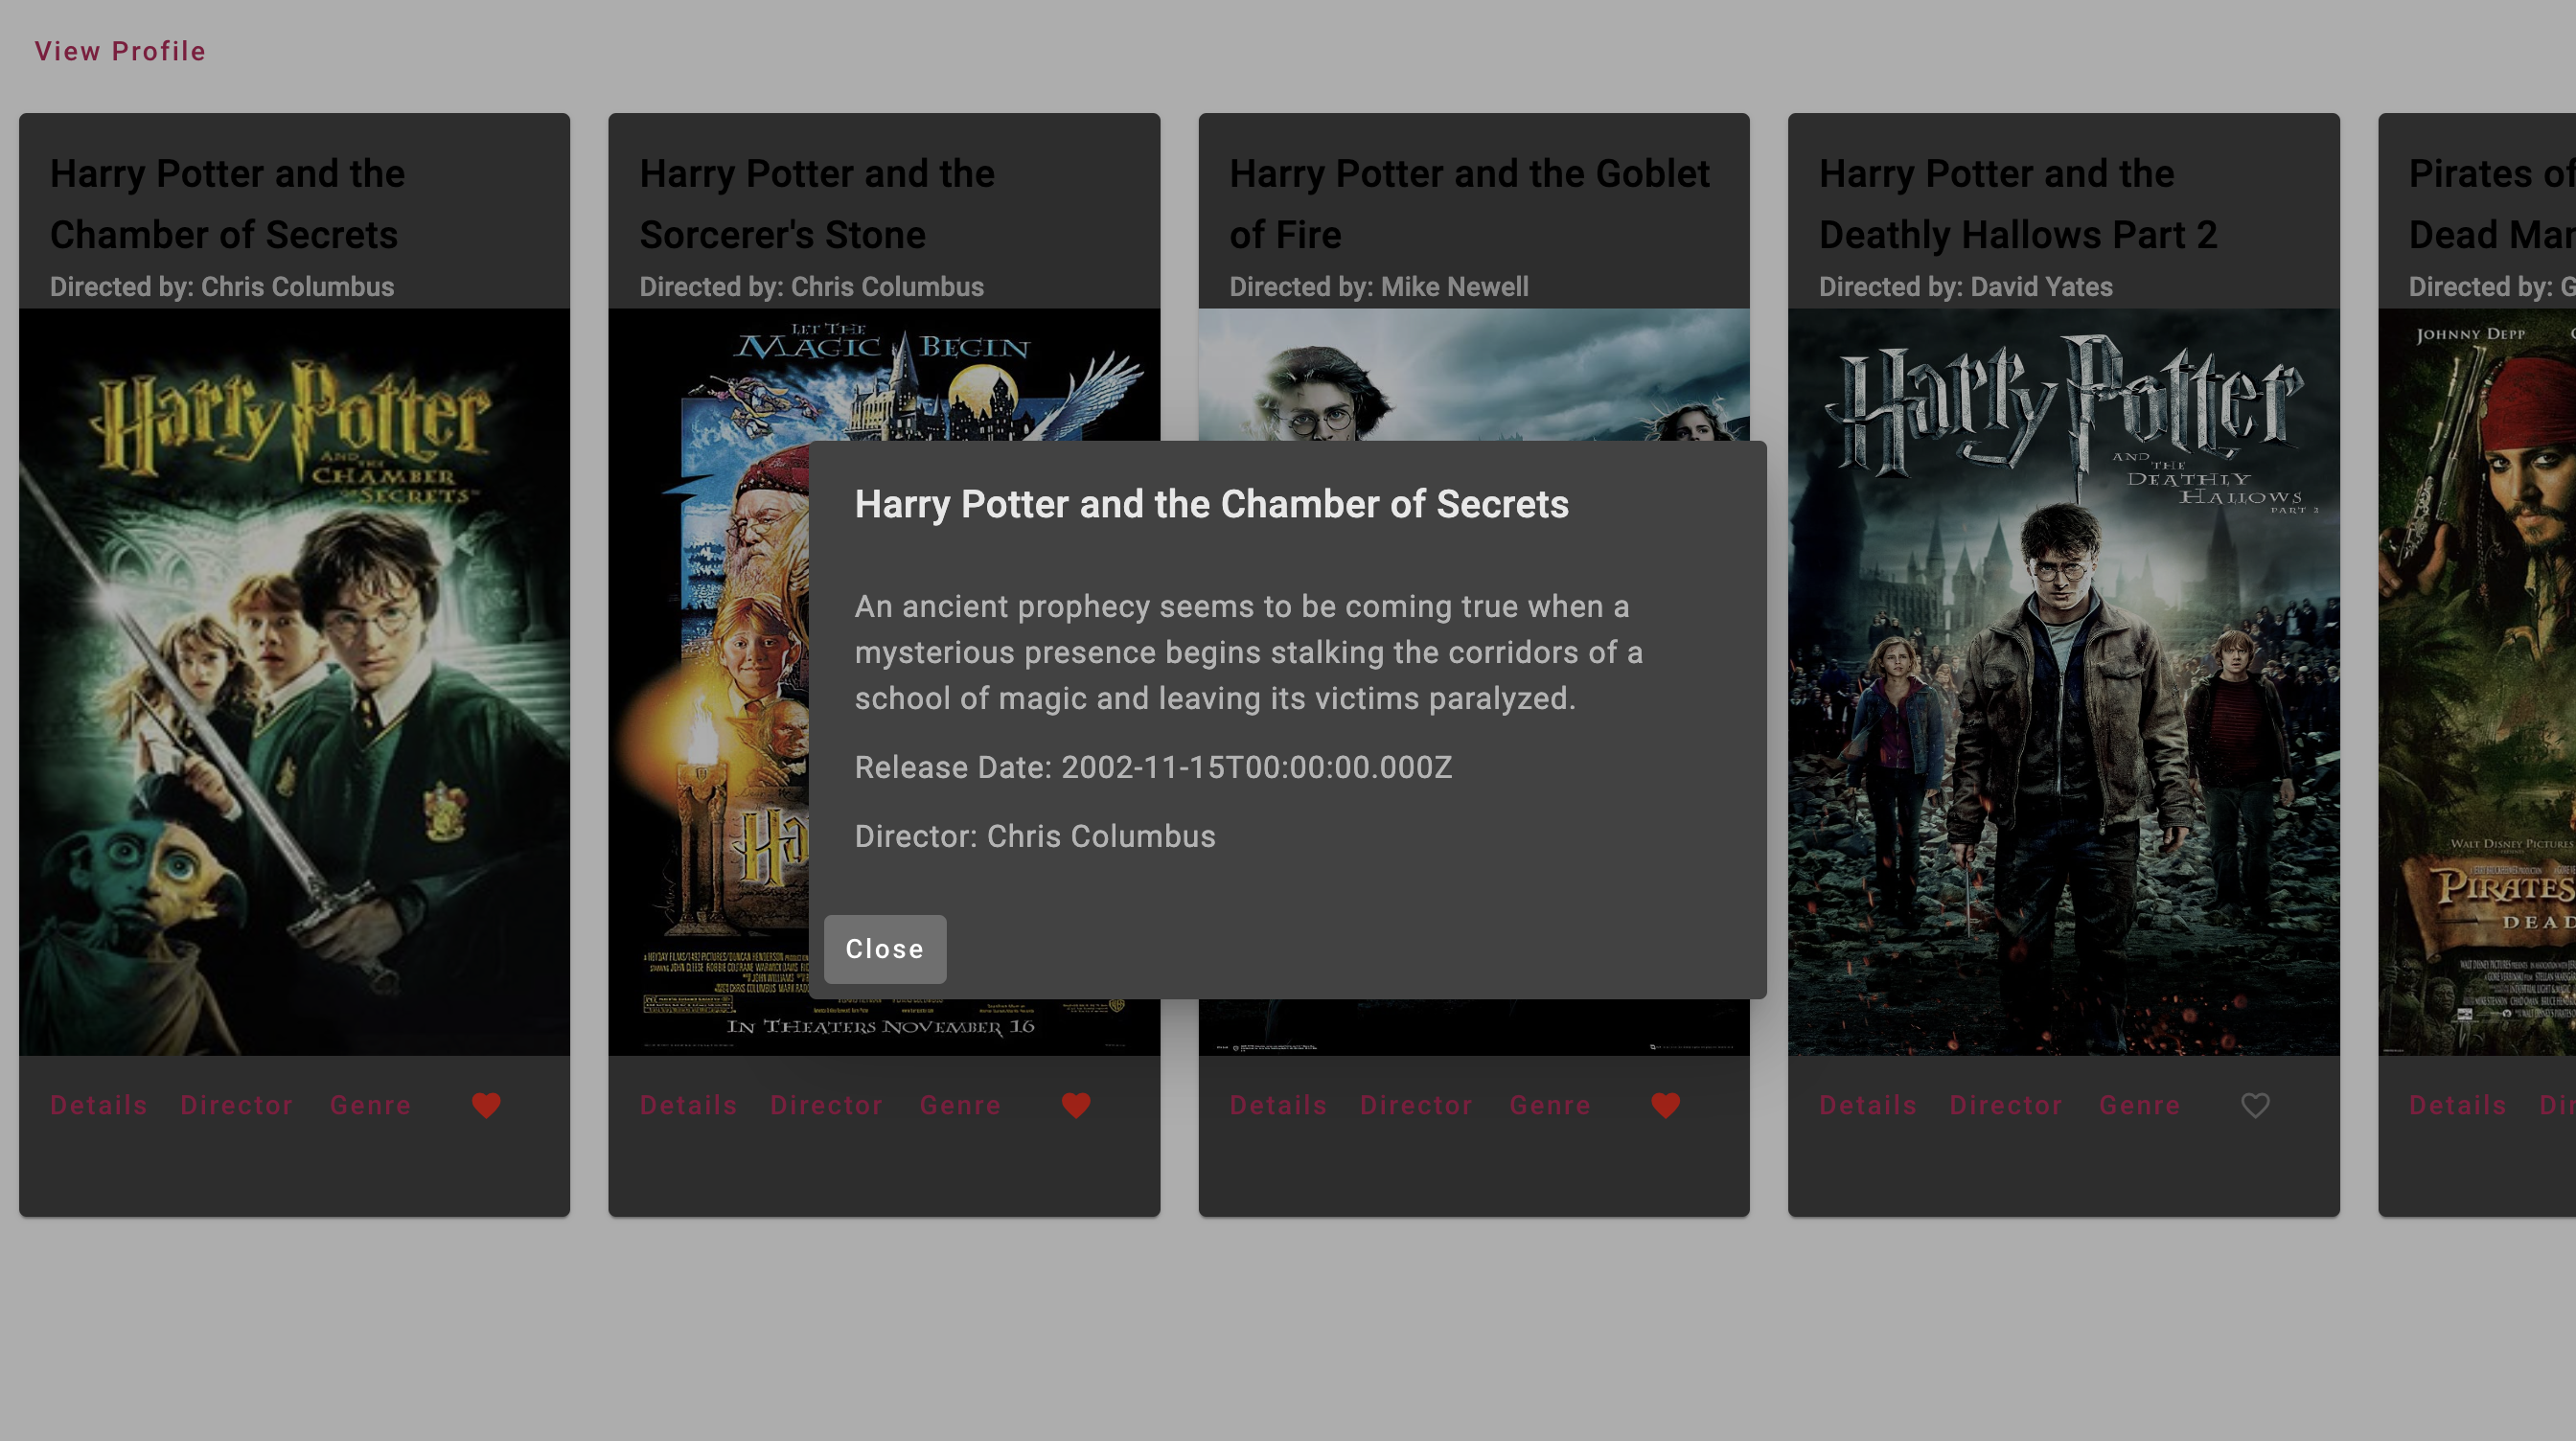 View Profile
Harry Potter and the
Chamber of Secrets
Directed by: Chris Columbus
Harry Potter
AND
THE
CHAMBER
OF SECRETS™
Details Director Genre
Harry Potter and the
Sorcerer's Stone
Directed by: Chris Columbus
LET THE
MAGIC BEGIN
IN THEATERS NOVEMBER 16
Details Director Genre
Harry Potter and the Goblet
of Fire
Directed by: Mike Newell
Details Director Genre
Harry Potter and the Chamber of Secrets
An ancient prophecy seems to be coming true when a
mysterious presence begins stalking the corridors of a
school of magic and leaving its victims paralyzed.
Release Date: 2002-11-15T00:00:00.000Z
Director: Chris Columbus
Close
Harry Potter and the
Deathly Hallows Part 2
Directed by: David Yates
Harry Potter
AND
THE
DEATHLY
HALLOWS
PART 2
Details Director Genre
Pirates of
Dead Man
Directed by: G
JOHNNY DEPP
WALT DISNEY PICTURES
PIRATES
DEAD
Details Dir